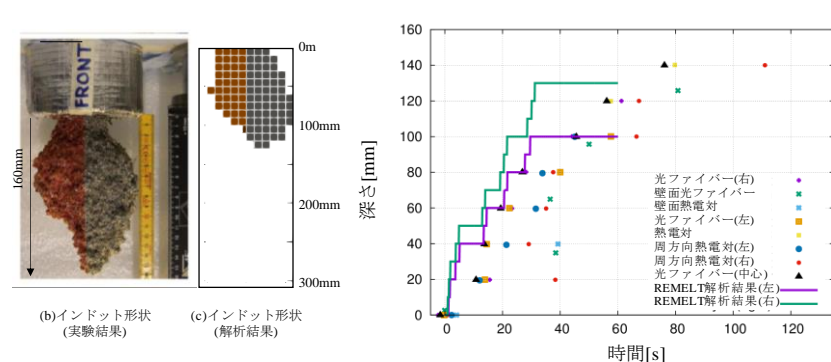 FRONT
160mm
0m
100mm
200mm
300mm
(b)インドット形状
(実験結果)
(c)インドット形状
(解析結果)
深さ[mm]
160
140
120
100
80
60
40
20
0
光ファイバー(右)
壁面光ファイバー
壁面熱電対
光ファイバー(左)
熱電対
周方向熱電対(左)
周方向熱電対(右)
光ファイバー(中心)
REMELT解析結果(左)
REMELT解析結果(右)
0
20
40
60
80
100
120
時間[s]